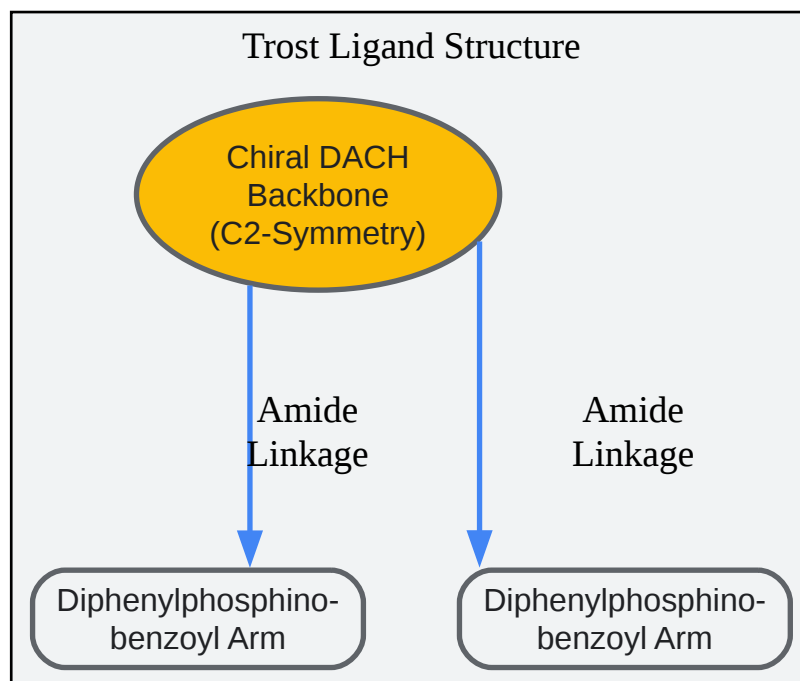 Trost Ligand Structure
Chiral DACH
Backbone
(C2-Symmetry)
Amide
Linkage
Amide
Linkage
Diphenylphosphino-
benzoyl Arm
Diphenylphosphino-
benzoyl Arm